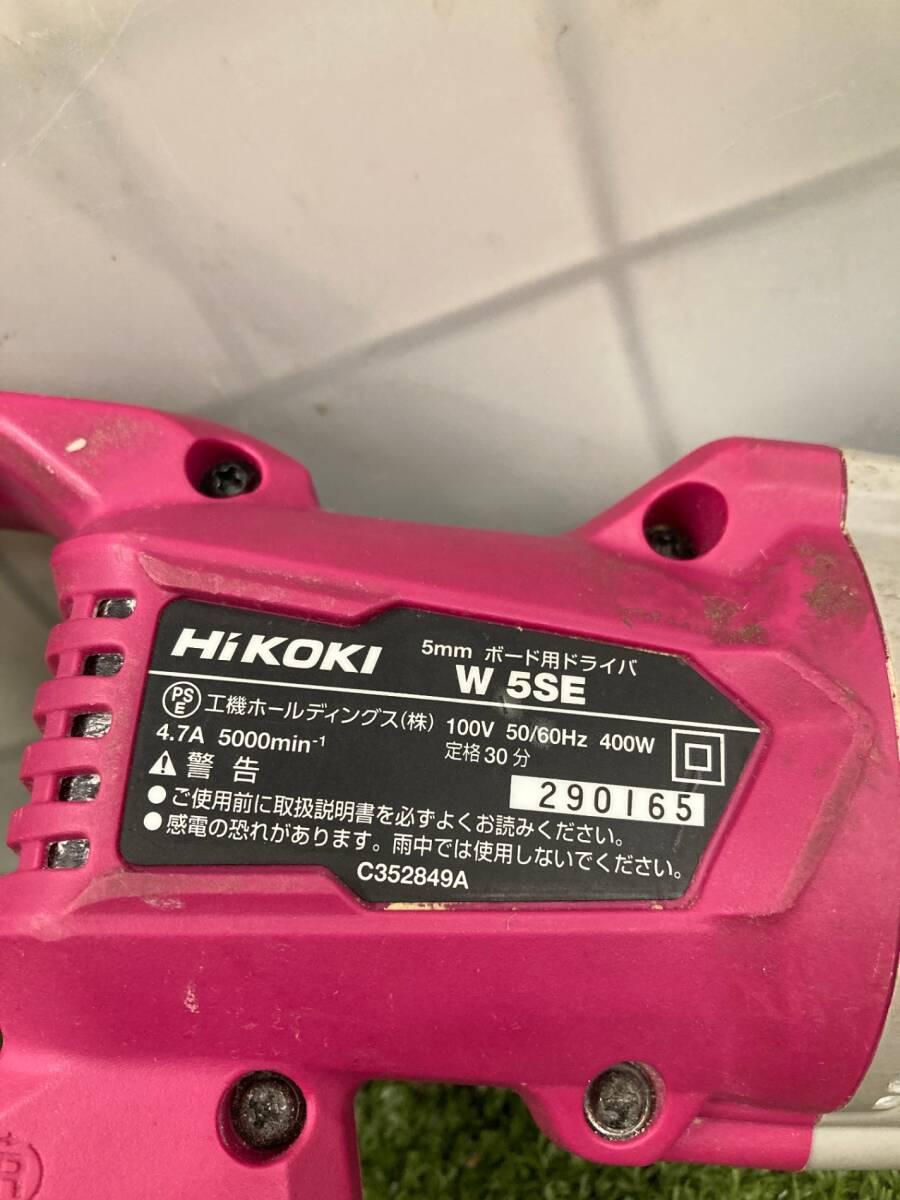 HiKOKI
5mm ボード用ドライバ
W 5SE
PS
E
工機ホールディングス(株)
100V 50/60Hz 400W
4.7A 5000min-1
定格30分
警告
290165
●ご使用前に取扱説明書を必ずよくお読みください。
●感電の恐れがあります。雨中では使用しないでください。
C352849A
R